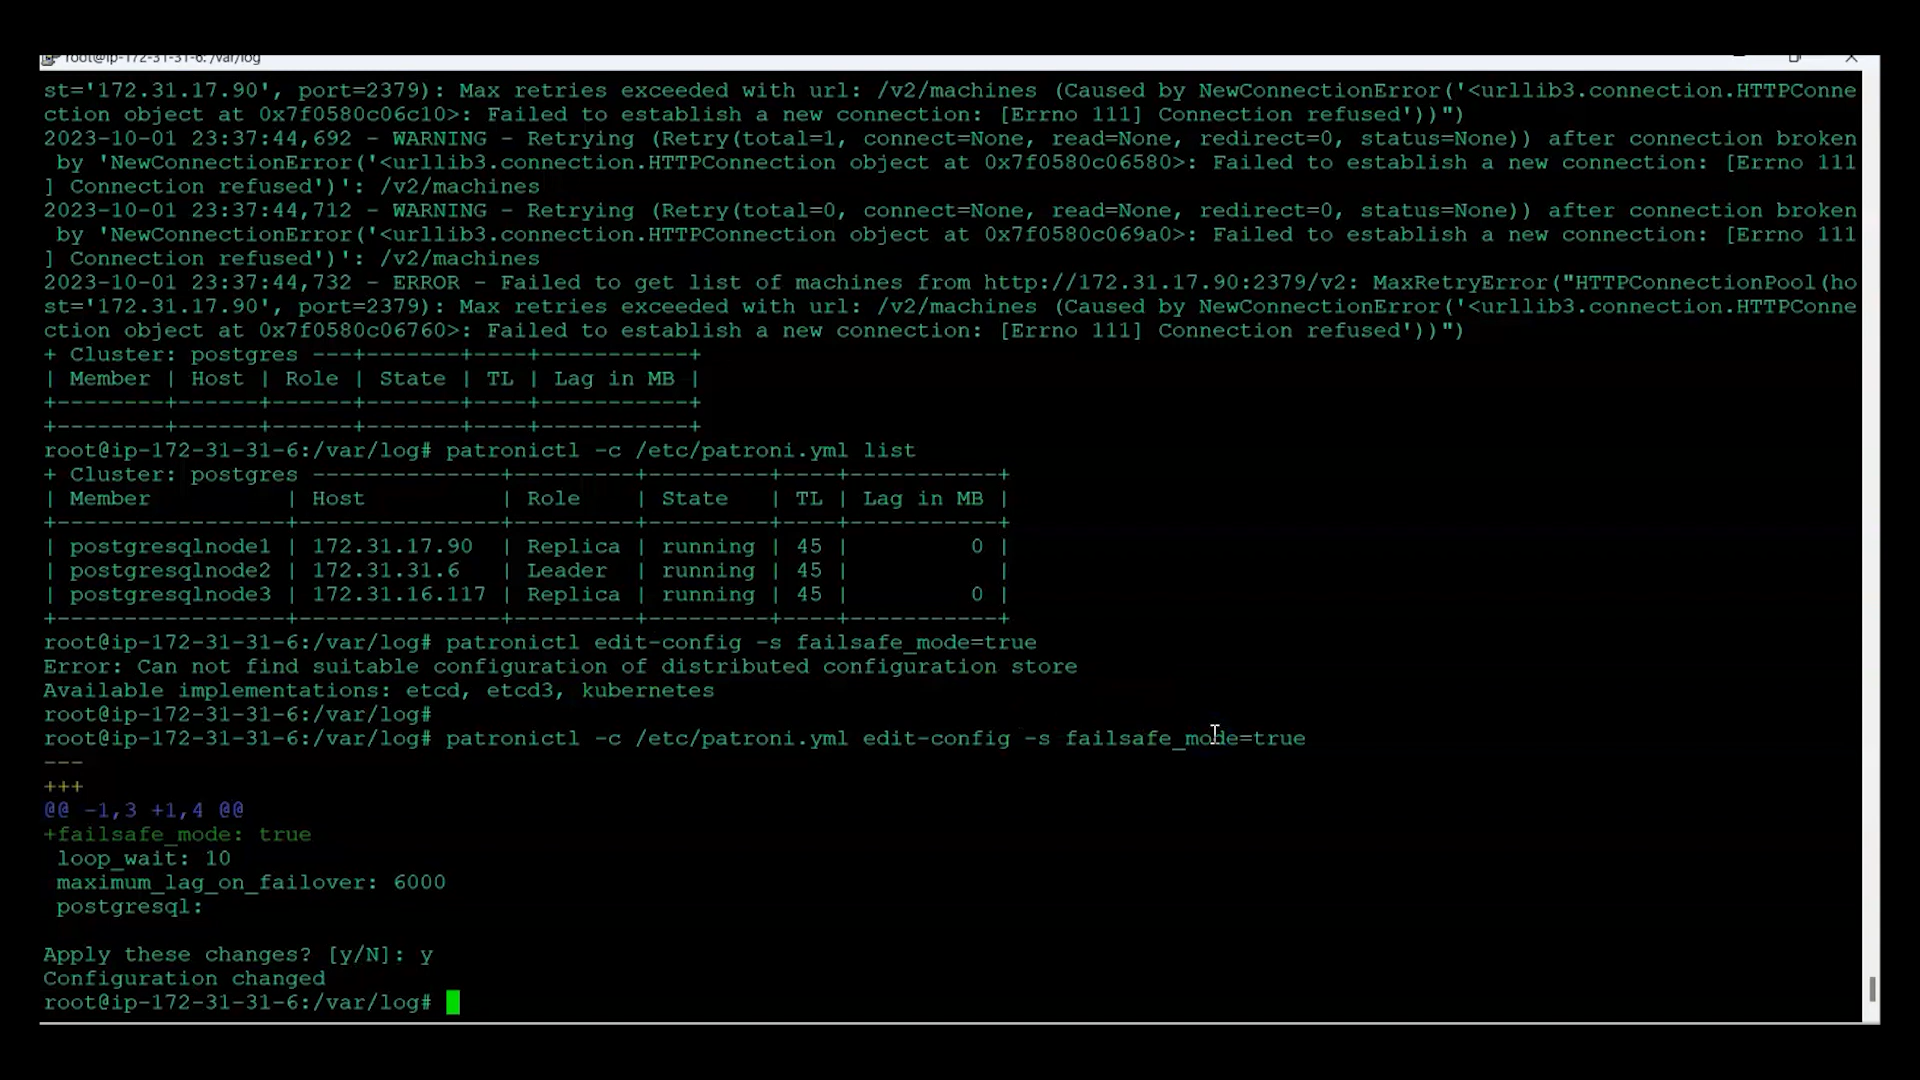 root@ip-172-31-31-6: /var/log
st='172.31.17.90', port=2379): Max retries exceeded with url: /v2/machines (Caused by NewConnectionError('<urllib3.connection.HTTPConne
ction object at 0x7f0580c06c10>: Failed to establish a new connection: [Errno 111] Connection refused'))")
2023-10-01 23:37:44,692 - WARNING - Retrying (Retry(total=1, connect=None, read=None, redirect=0, status=None)) after connection broken
 by 'NewConnectionError('<urllib3.connection.HTTPConnection object at 0x7f0580c06580>: Failed to establish a new connection: [Errno 111
] Connection refused')': /v2/machines
2023-10-01 23:37:44,712 - WARNING - Retrying (Retry(total=0, connect=None, read=None, redirect=0, status=None)) after connection broken
 by 'NewConnectionError('<urllib3.connection.HTTPConnection object at 0x7f0580c069a0>: Failed to establish a new connection: [Errno 111
] Connection refused')': /v2/machines
2023-10-01 23:37:44,732 - ERROR - Failed to get list of machines from http://172.31.17.90:2379/v2: MaxRetryError("HTTPConnectionPool(ho
st='172.31.17.90', port=2379): Max retries exceeded with url: /v2/machines (Caused by NewConnectionError('<urllib3.connection.HTTPConne
ction object at 0x7f0580c06760>: Failed to establish a new connection: [Errno 111] Connection refused'))")
+ Cluster: postgres ---+-------+----+-----------+
| Member | Host | Role | State | TL | Lag in MB |
+--------+------+------+-------+----+-----------+
+--------+------+------+-------+----+-----------+
root@ip-172-31-31-6:/var/log# patronictl -c /etc/patroni.yml list
+ Cluster: postgres ---------------+---------+---------+----+-----------+
| Member          | Host           | Role    | State   | TL | Lag in MB |
+-----------------+---------------+---------+---------+----+-----------+
| postgresqlnode1 | 172.31.17.90  | Replica | running | 45 |         0 |
| postgresqlnode2 | 172.31.31.6   | Leader  | running | 45 |           |
| postgresqlnode3 | 172.31.16.117 | Replica | running | 45 |         0 |
+-----------------+---------------+---------+---------+----+-----------+
root@ip-172-31-31-6:/var/log# patronictl edit-config -s failsafe_mode=true
Error: Can not find suitable configuration of distributed configuration store
Available implementations: etcd, etcd3, kubernetes
root@ip-172-31-31-6:/var/log#
root@ip-172-31-31-6:/var/log# patronictl -c /etc/patroni.yml edit-config -s failsafe_mode=true
---
+++
@@ -1,3 +1,4 @@
+failsafe_mode: true
 loop_wait: 10
 maximum_lag_on_failover: 6000
 postgresql:
Apply these changes? [y/N]: y
Configuration changed
root@ip-172-31-31-6:/var/log#